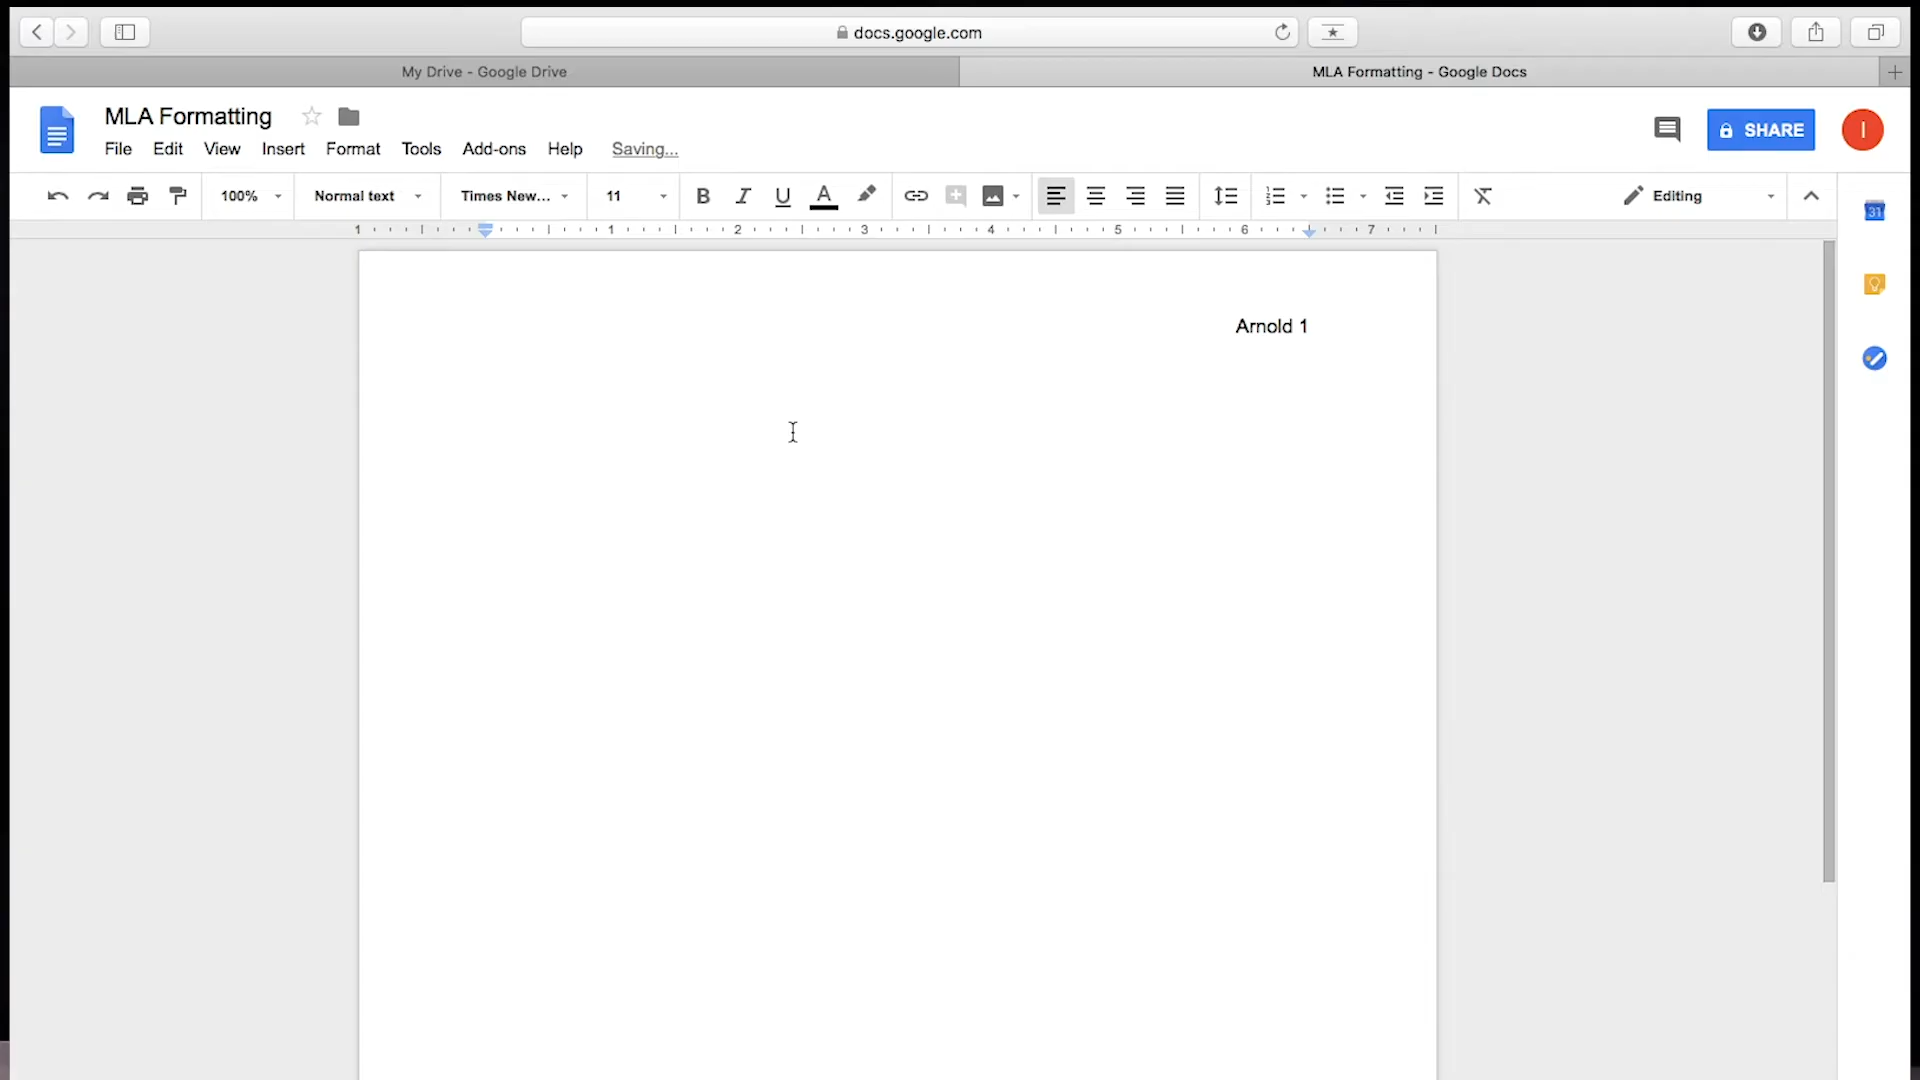 docs.google.com
My Drive - Google Drive
MLA Formatting - Google Docs
MLA Formatting
File Edit View Insert Format Tools Add-ons Help Saving...
SHARE
I
100% Normal text Times New... 11 B I U A Editing
1 1 2 3 4 5 6 7
31
Arnold 1